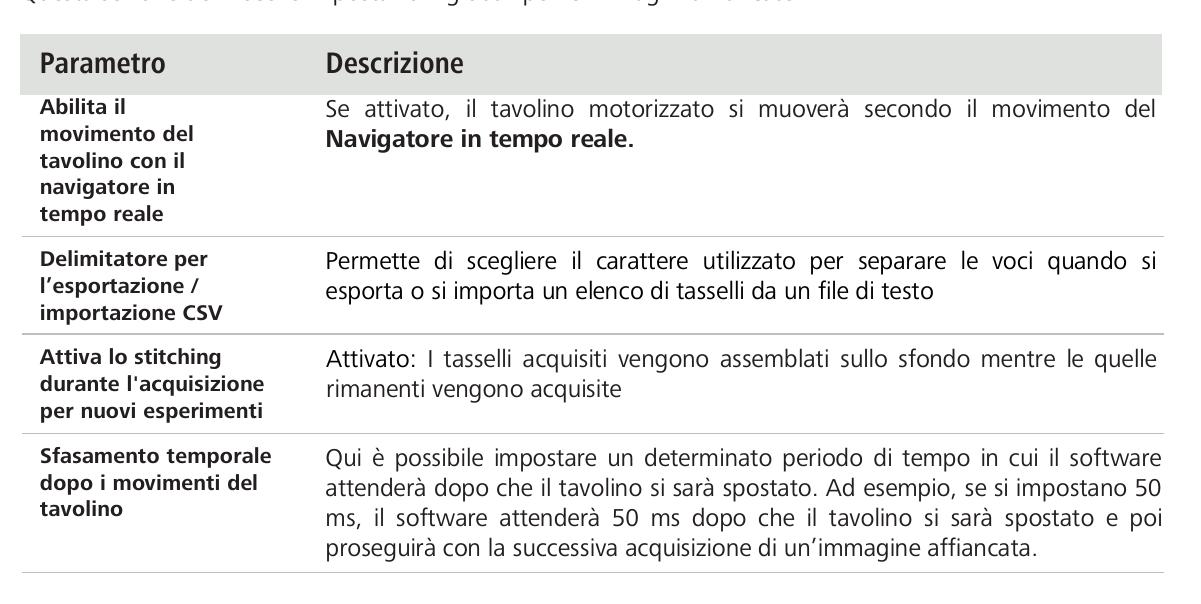 Parametro Descrizione
Abilita il
movimento del
tavolino con il
navigatore in
tempo reale
Se attivato, il tavolino motorizzato si muoverà secondo il movimento del
Navigatore in tempo reale.
Delimitatore per
l’esportazione /
importazione CSV
Permette di scegliere il carattere utilizzato per separare le voci quando si
esporta o si importa un elenco di tasselli da un file di testo
Attiva lo stitching
durante l'acquisizione
per nuovi esperimenti
Attivato: I tasselli acquisiti vengono assemblati sullo sfondo mentre le quelle
rimanenti vengono acquisite
Sfasamento temporale
dopo i movimenti del
tavolino
Qui è possibile impostare un determinato periodo di tempo in cui il software
attenderà dopo che il tavolino si sarà spostato. Ad esempio, se si impostano 50
ms, il software attenderà 50 ms dopo che il tavolino si sarà spostato e poi
proseguirà con la successiva acquisizione di un’immagine affiancata.